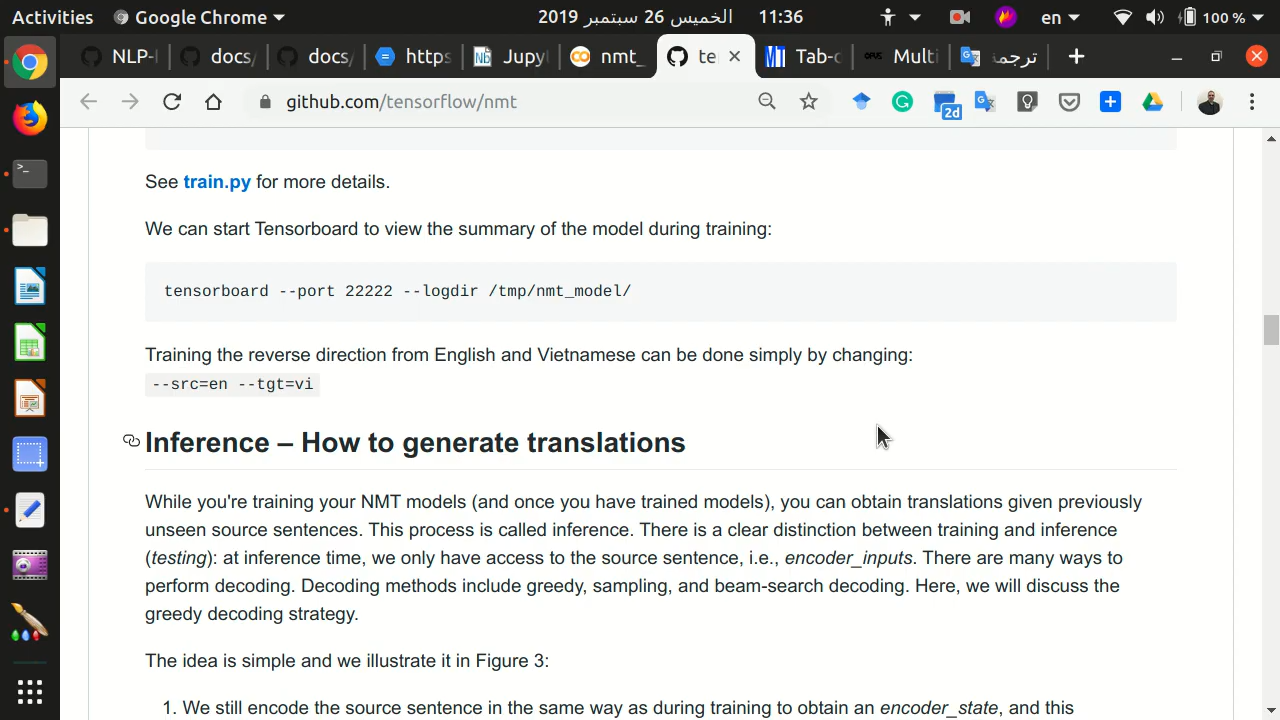 Activities Google Chrome الخميس 26 سبتمبر 2019 11:36 en 100 %
NLP- docs/ docs/ https Jupy nmt_ te Tab-c Multi ترجمة
github.com/tensorflow/nmt 2d
See train.py for more details.
We can start Tensorboard to view the summary of the model during training:
tensorboard --port 22222 --logdir /tmp/nmt_model/
Training the reverse direction from English and Vietnamese can be done simply by changing:
--src=en --tgt=vi
Inference – How to generate translations
While you're training your NMT models (and once you have trained models), you can obtain translations given previously
unseen source sentences. This process is called inference. There is a clear distinction between training and inference
(testing): at inference time, we only have access to the source sentence, i.e., encoder_inputs. There are many ways to
perform decoding. Decoding methods include greedy, sampling, and beam-search decoding. Here, we will discuss the
greedy decoding strategy.
The idea is simple and we illustrate it in Figure 3:
1. We still encode the source sentence in the same way as during training to obtain an encoder_state, and this